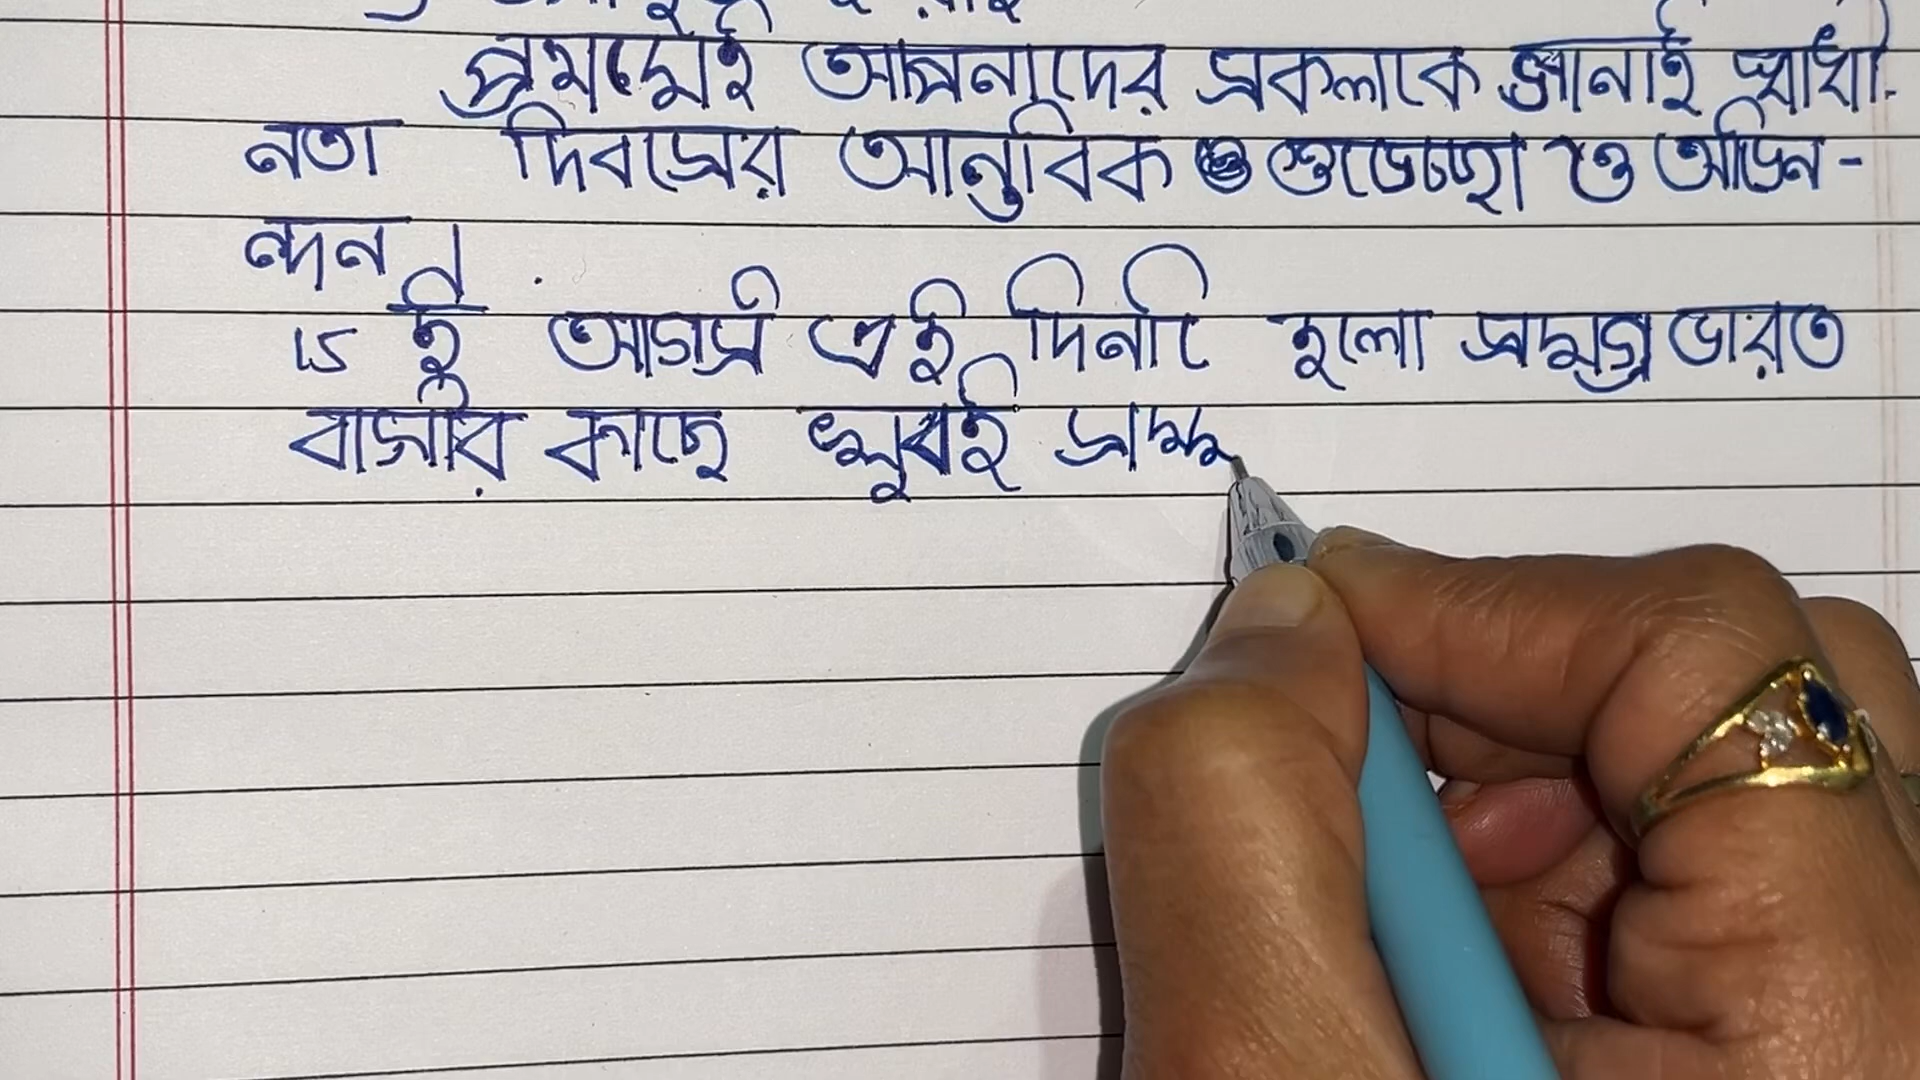 প্রথমেই আপনাদের সকলকে জানাই স্বাধী-
নতা দিবসের আন্তরিক শুভেচ্ছা ও অভিন-
ন্দন।
১৫ ই আগস্ট এই দিনটি হলো সমগ্র ভারত
বাসীর কাছে খুবই